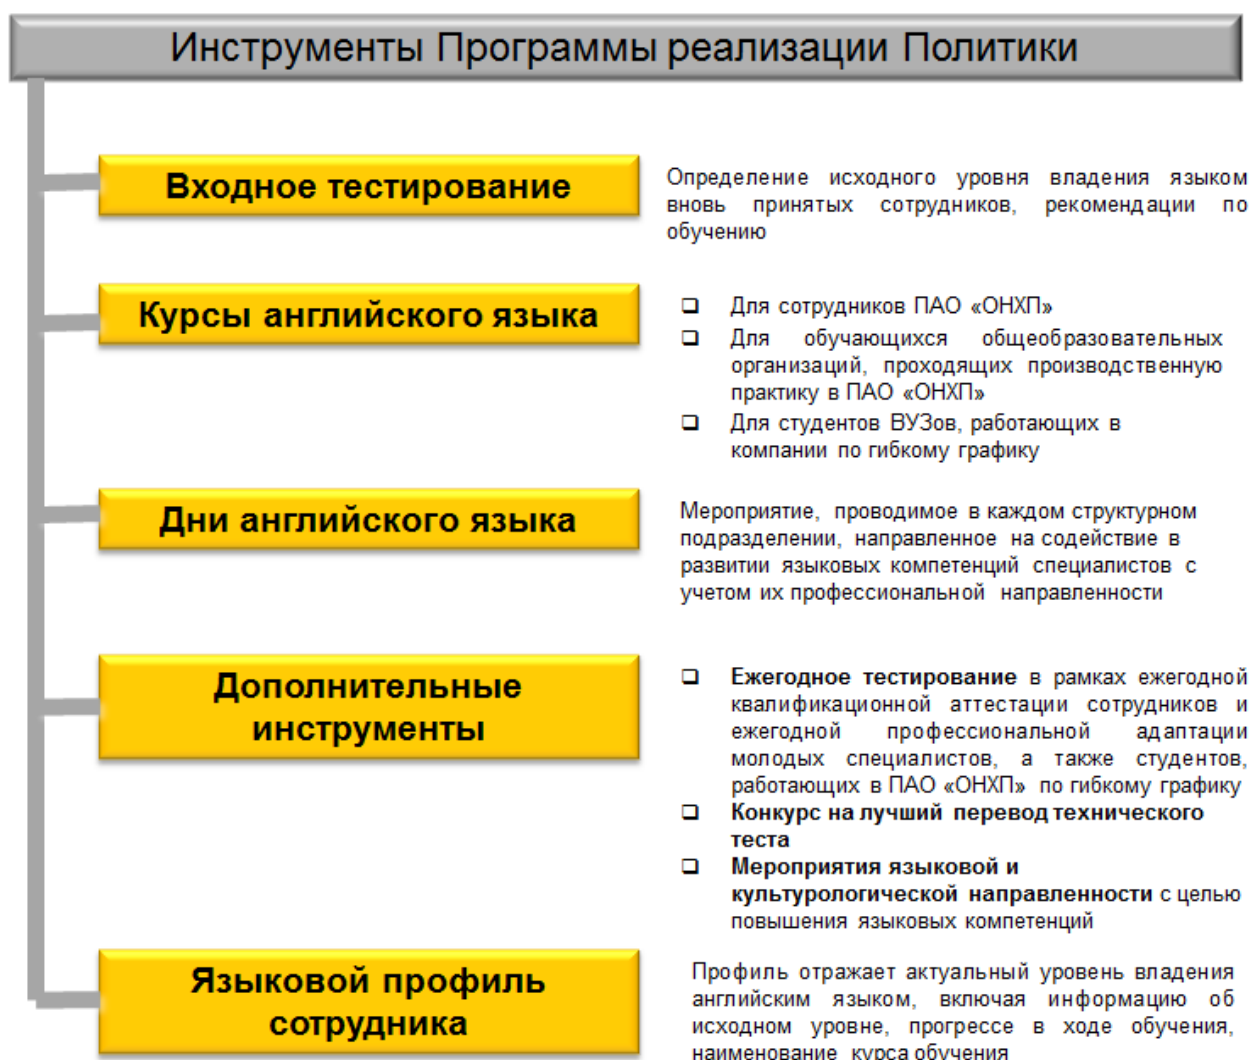 Инструменты Программы реализации Политики
Входное тестирование
Определение исходного уровня владения языком
вновь принятых сотрудников, рекомендации по
обучению
Курсы английского языка
Для сотрудников ПАО «ОНХП»
Для обучающихся общеобразовательных
организаций, проходящих производственную
практику в ПАО «ОНХП»
Для студентов ВУЗов, работающих в
компании по гибкому графику
Дни английского языка
Мероприятие, проводимое в каждом структурном
подразделении, направленное на содействие в
развитии языковых компетенций специалистов с
учетом их профессиональной направленности
Дополнительные
инструменты
Ежегодное тестирование в рамках ежегодной
квалификационной аттестации сотрудников и
ежегодной профессиональной адаптации
молодых специалистов, а также студентов,
работающих в ПАО «ОНХП» по гибкому графику
Конкурс на лучший перевод технического
теста
Мероприятия языковой и
культурологической направленности с целью
повышения языковых компетенций
Языковой профиль
сотрудника
Профиль отражает актуальный уровень владения
английским языком, включая информацию об
исходном уровне, прогрессе в ходе обучения,
наименование курса обучения